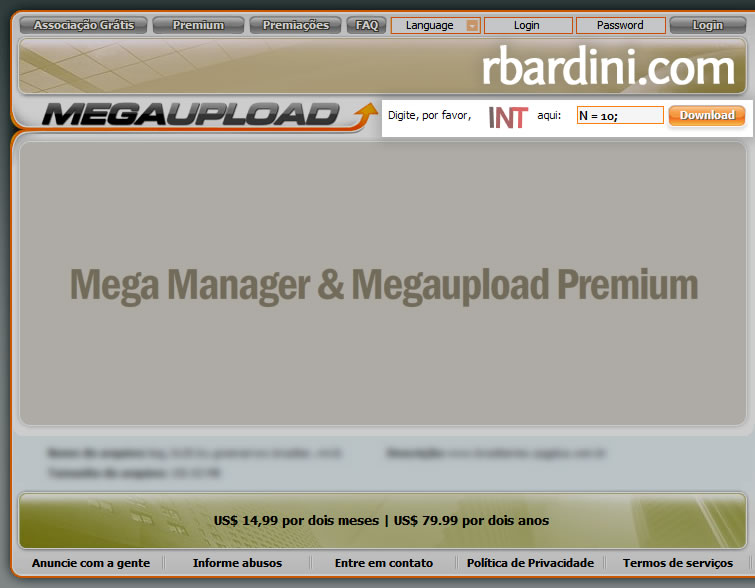 Associação Grátis Premium Premiações FAQ Language Login Password Login
rbardini.com
MEGAUPLOAD Digite, por favor, INT aqui: N = 10; Download
Mega Manager & Megaupload Premium
US$ 14,99 por dois meses | US$ 79.99 por dois anos
Anuncie com a gente Informe abusos Entre em contato Política de Privacidade Termos de serviços